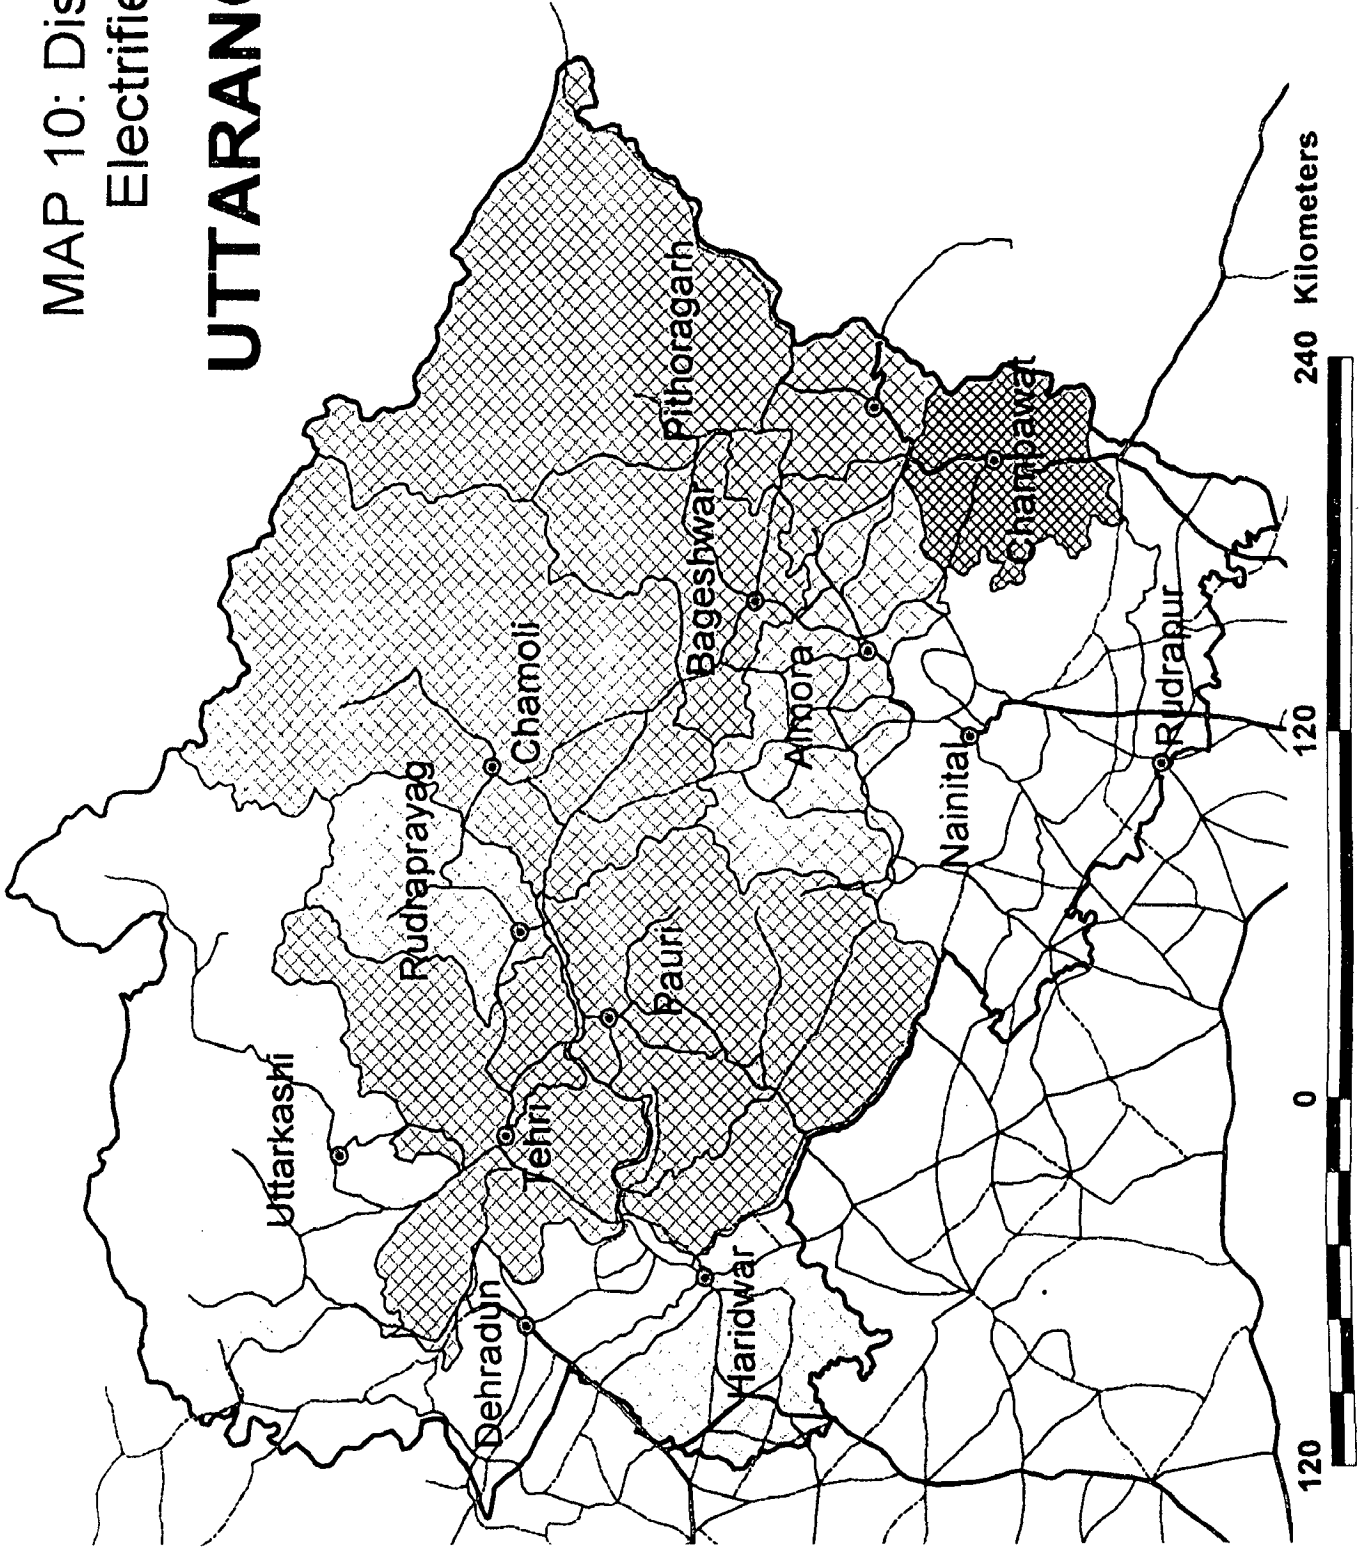 MAP 10: Dis
Electrifie
UTTARAN
Uttarkashi
Rudraprayag
Chamoli
Dehradun
Tehri
Pauri
Pithoragarh
Bageshwar
Haridwar
Almora
Nainital
Champawat
Rudrapur
120 0 120 240 Kilometers